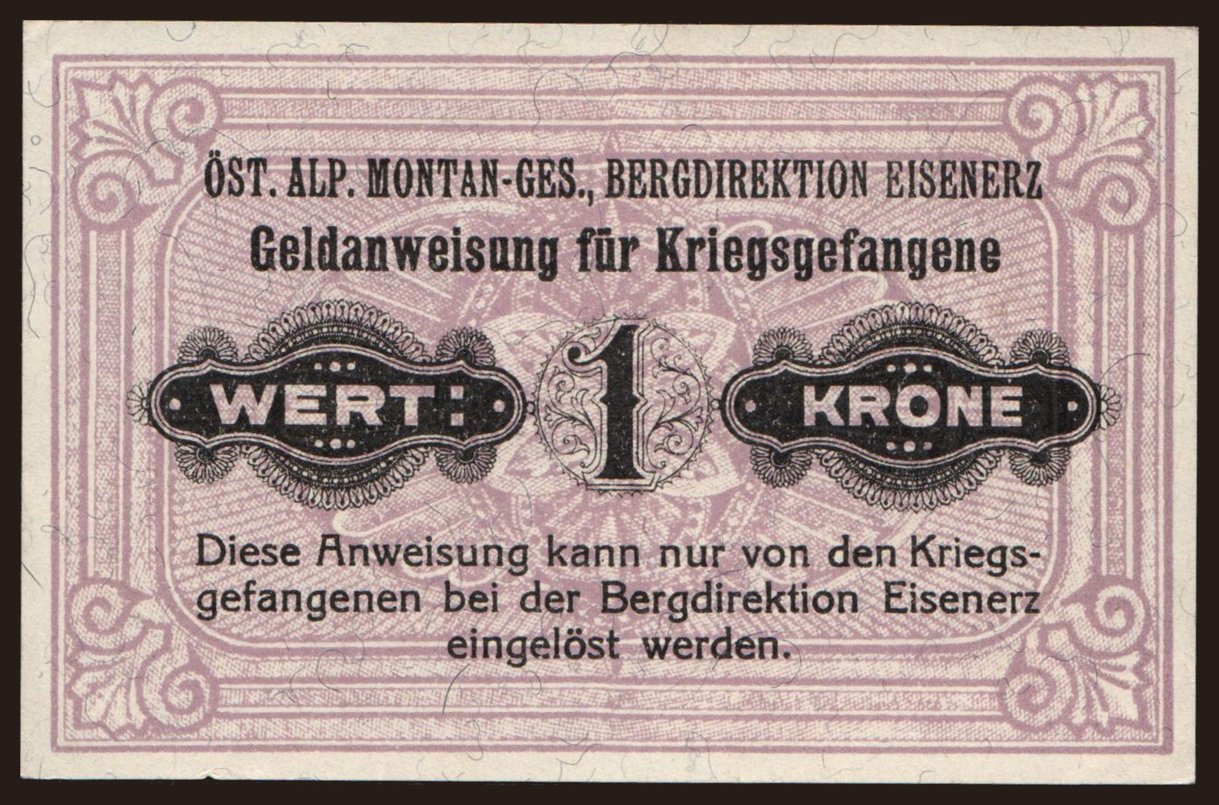 ÖST. ALP. MONTAN-GES., BERGDIREKTION EISENERZ
Geldanweisung für Kriegsgefangene
WERT: 1 KRONE
Diese Anweisung kann nur von den Kriegs-
gefangenen bei der Bergdirektion Eisenerz
eingelöst werden.